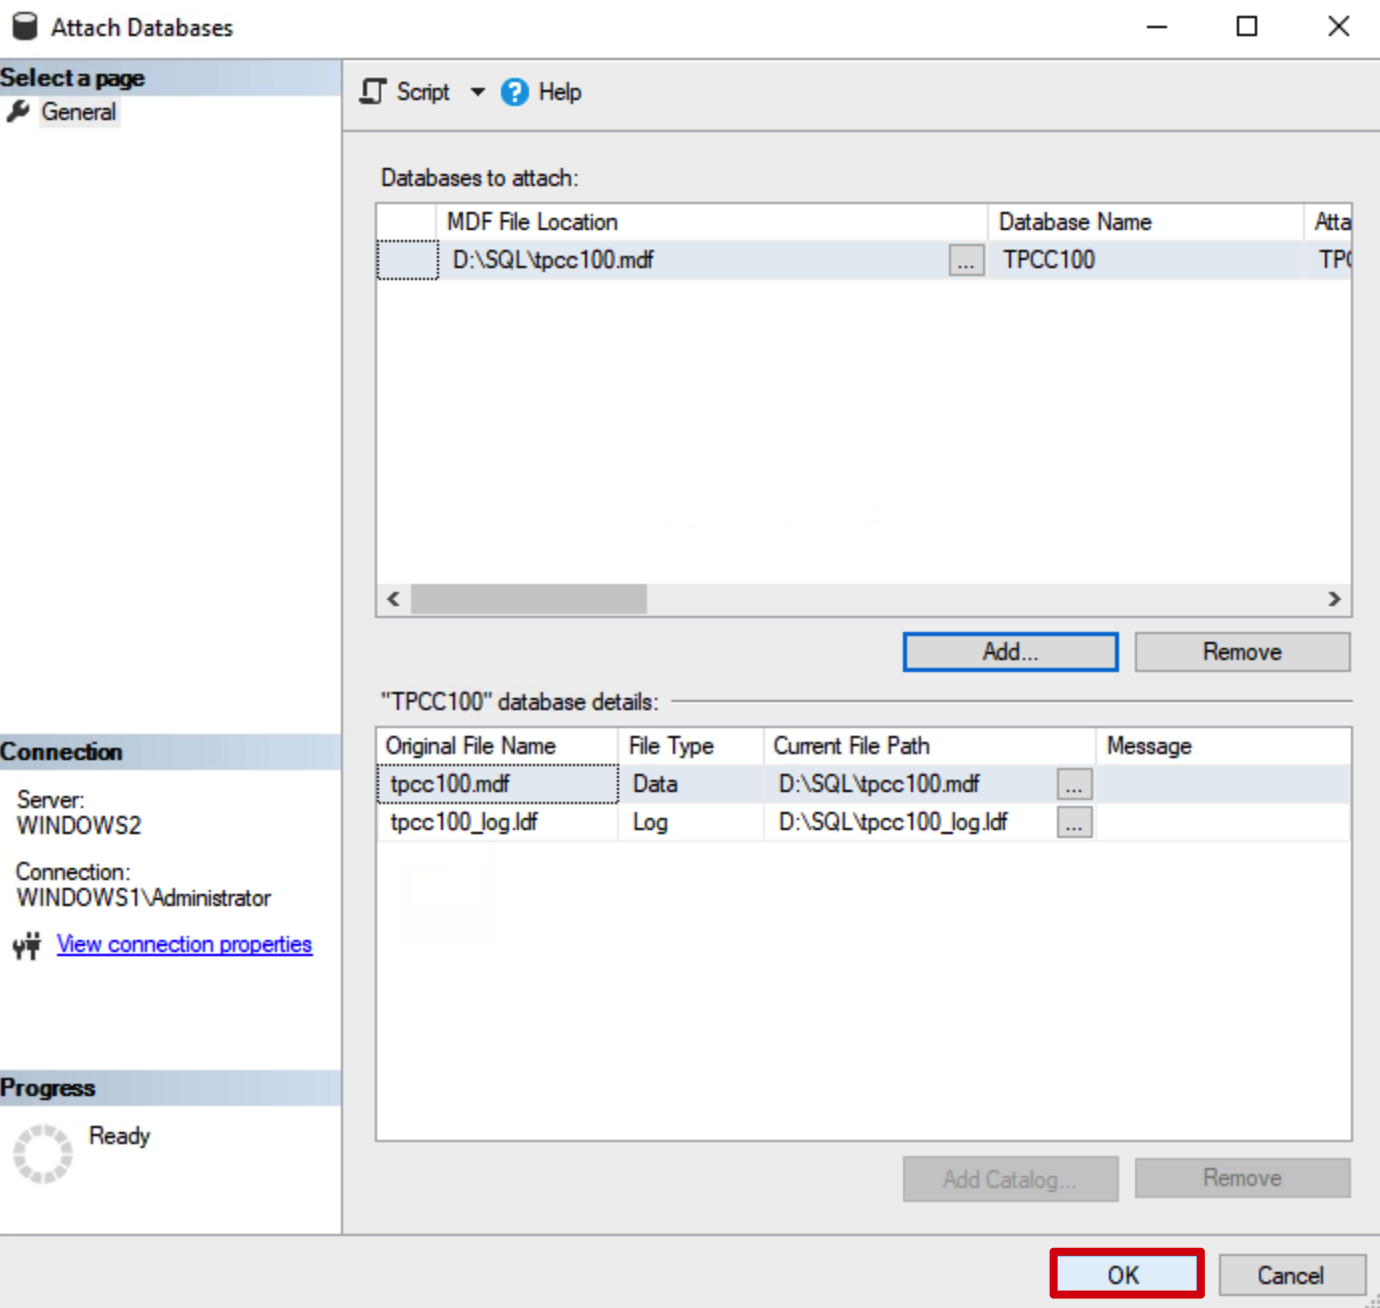 Attach Databases
Select a page
General
Script
Help
Databases to attach:
MDF File Location Database Name Atta
D:\SQL\tpcc100.mdf ... TPCC100 TPC
Add... Remove
"TPCC100" database details:
Original File Name File Type Current File Path Message
tpcc100.mdf Data D:\SQL\tpcc100.mdf ...
tpcc100_log.ldf Log D:\SQL\tpcc100_log.ldf ...
Connection
Server:
WINDOWS2
Connection:
WINDOWS1\Administrator
View connection properties
Progress
Ready
Add Catalog... Remove
OK Cancel